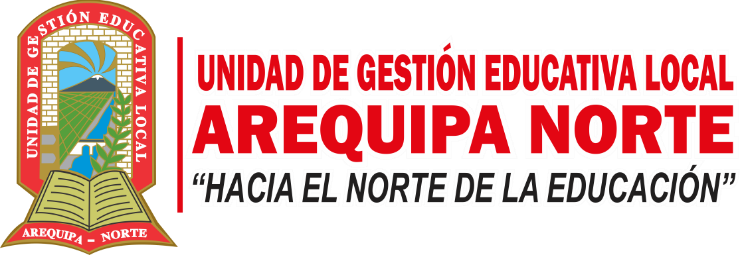 UNIDAD DE GESTIÓN EDUCATIVA LOCAL
AREQUIPA – NORTE
UNIDAD DE GESTIÓN EDUCATIVA LOCAL
AREQUIPA NORTE
“HACIA EL NORTE DE LA EDUCACIÓN”